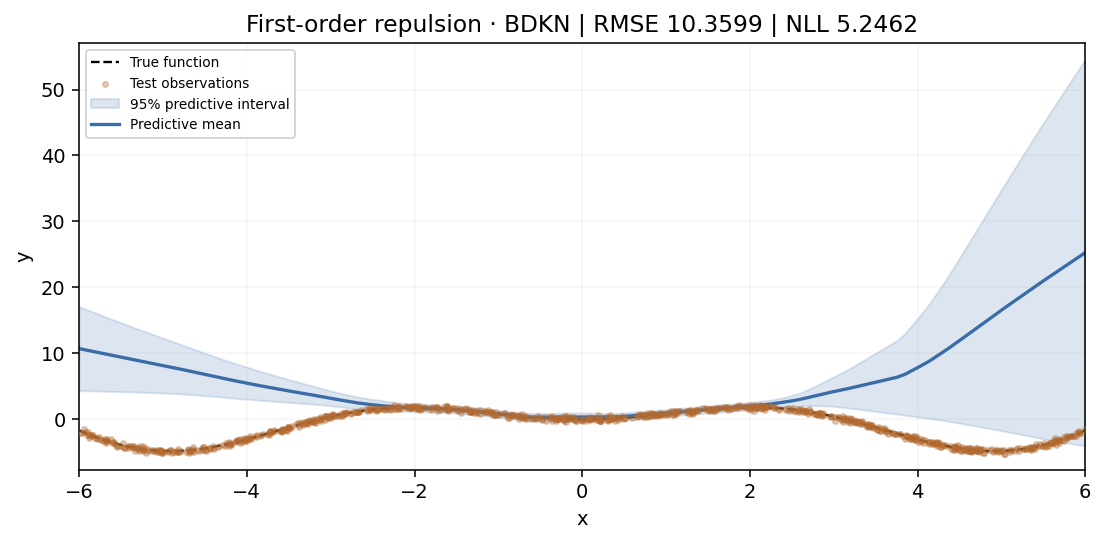 First-order repulsion · BDKN | RMSE 10.3599 | NLL 5.2462
True function
Test observations
95% predictive interval
Predictive mean
y
50
40
30
20
10
0
−6
−4
−2
0
2
4
6
x